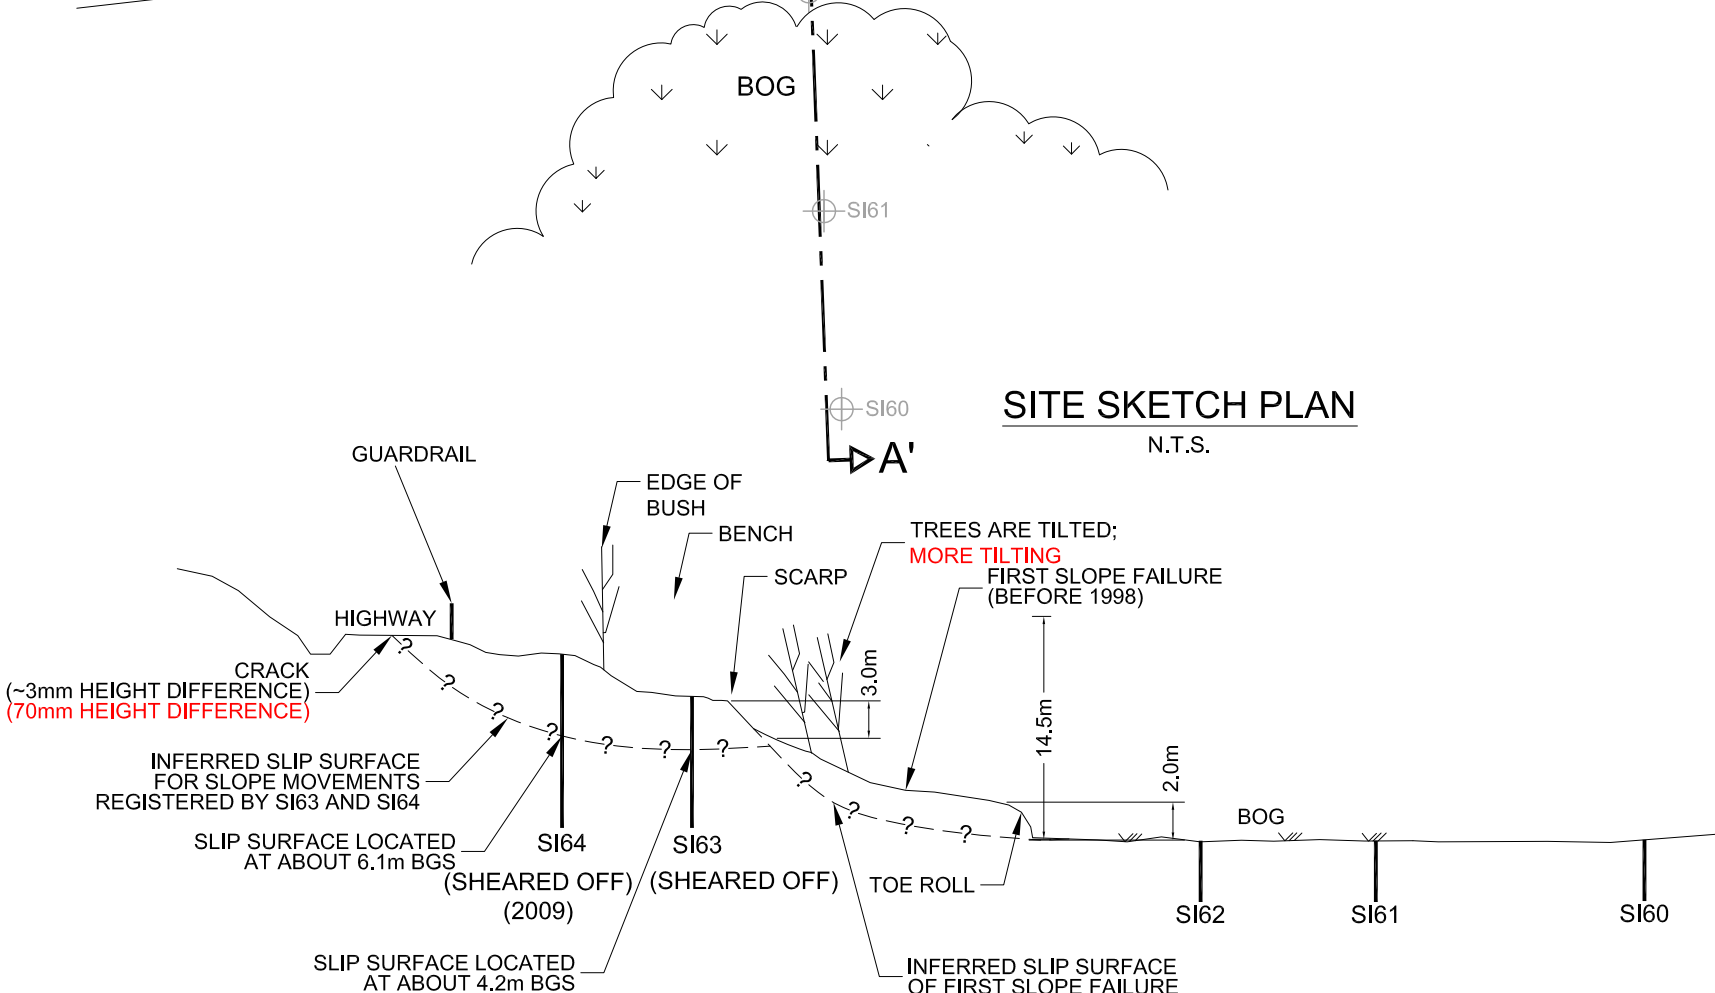 BOG
SI61
SI60
A'
SITE SKETCH PLAN
N.T.S.
GUARDRAIL
EDGE OF
BUSH
BENCH
SCARP
TREES ARE TILTED;
MORE TILTING
FIRST SLOPE FAILURE
(BEFORE 1998)
HIGHWAY
CRACK
(~3mm HEIGHT DIFFERENCE)
(70mm HEIGHT DIFFERENCE)
3.0m
14.5m
2.0m
? ? ? ? ? ? ?
? ? ? ?
INFERRED SLIP SURFACE
FOR SLOPE MOVEMENTS
REGISTERED BY SI63 AND SI64
SLIP SURFACE LOCATED
AT ABOUT 6.1m BGS
SI64
(SHEARED OFF)
(2009)
SI63
(SHEARED OFF)
TOE ROLL
BOG
SI62
SI61
SI60
SLIP SURFACE LOCATED
AT ABOUT 4.2m BGS
INFERRED SLIP SURFACE
OF FIRST SLOPE FAILURE